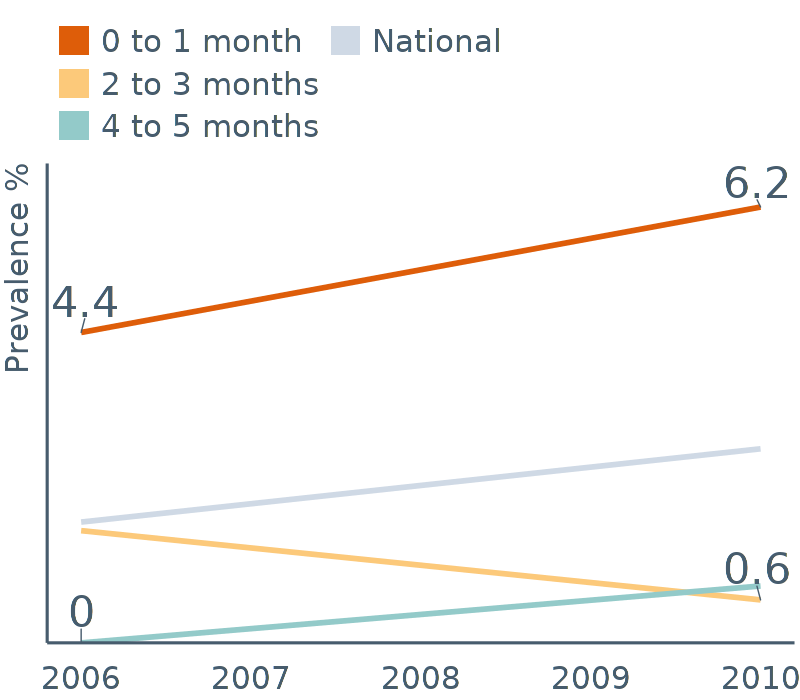 0 to 1 month National
2 to 3 months
4 to 5 months
Prevalence %
6.2
4.4
0.6
0
2006 2007 2008 2009 2010